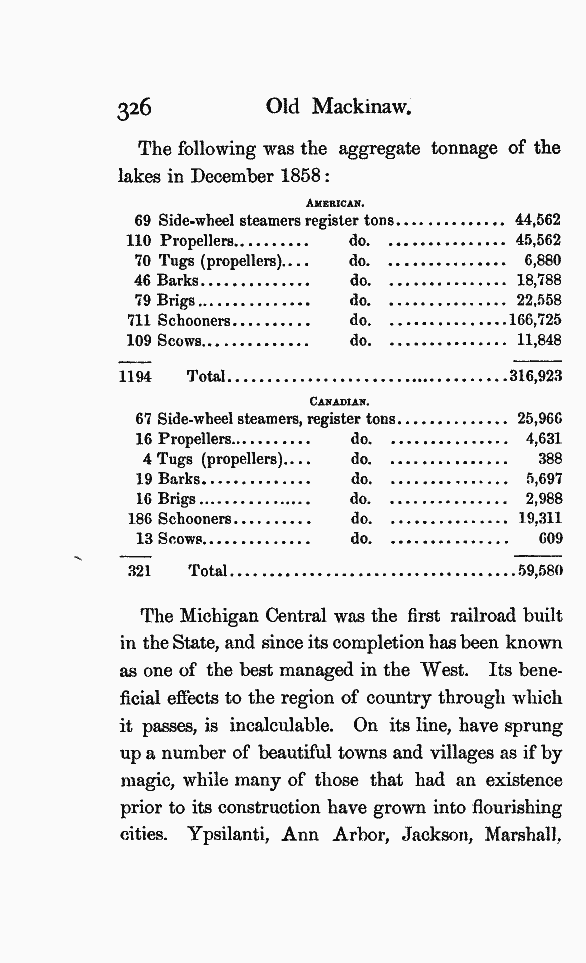 326 Old Mackinaw.
The following was the aggregate tonnage of the
lakes in December 1858:
AMERICAN.
69 Side-wheel steamers register tons.............. 44,562
110 Propellers.......... do. ............... 45,562
70 Tugs (propellers).... do. ............... 6,880
46 Barks.............. do. ............... 18,788
79 Brigs.............. do. ............... 22,558
711 Schooners.......... do. ...............166,725
109 Scows.............. do. ............... 11,848
1194 Total...................................316,923
CANADIAN.
67 Side-wheel steamers, register tons.............. 25,966
16 Propellers.......... do. ............... 4,631
4 Tugs (propellers).... do. ............... 388
19 Barks.............. do. ............... 5,697
16 Brigs.............. do. ............... 2,988
186 Schooners.......... do. ............... 19,311
13 Scows.............. do. ............... 609
321 Total...................................59,580
The Michigan Central was the first railroad built
in the State, and since its completion has been known
as one of the best managed in the West. Its bene-
ficial effects to the region of country through which
it passes, is incalculable. On its line, have sprung
up a number of beautiful towns and villages as if by
magic, while many of those that had an existence
prior to its construction have grown into flourishing
cities. Ypsilanti, Ann Arbor, Jackson, Marshall,